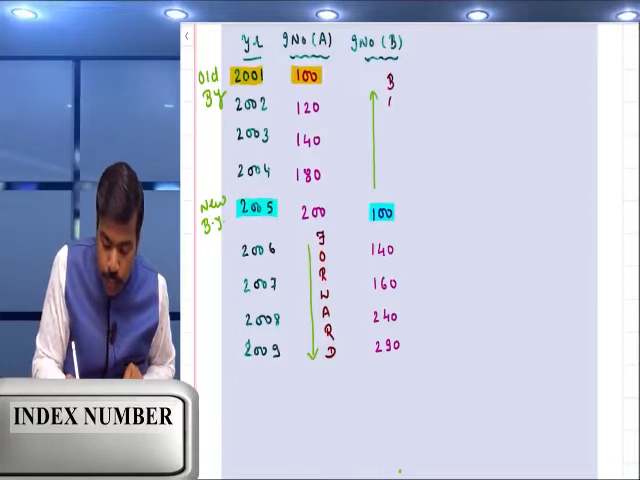 yr INo (A) INo (B)
Old B.Y 2001 100 B
2002 120
2003 140
2004 180
New B.Y. 2005 200 100
2006 140
2007 160
2008 240
2009 290
FORWARD
INDEX NUMBER